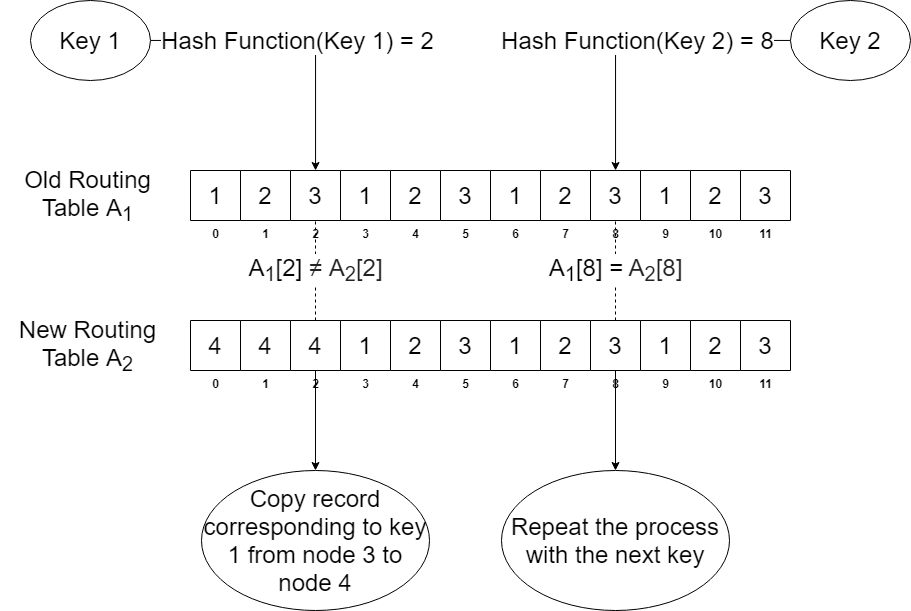 Key 1
Hash Function(Key 1) = 2
Hash Function(Key 2) = 8
Key 2
Old Routing
Table A1
1 2 3 1 2 3 1 2 3 1 2 3
0 1 2 3 4 5 6 7 8 9 10 11
A1[2] ≠ A2[2]
A1[8] = A2[8]
New Routing
Table A2
4 4 4 1 2 3 1 2 3 1 2 3
0 1 2 3 4 5 6 7 8 9 10 11
Copy record
corresponding to key
1 from node 3 to
node 4
Repeat the process
with the next key